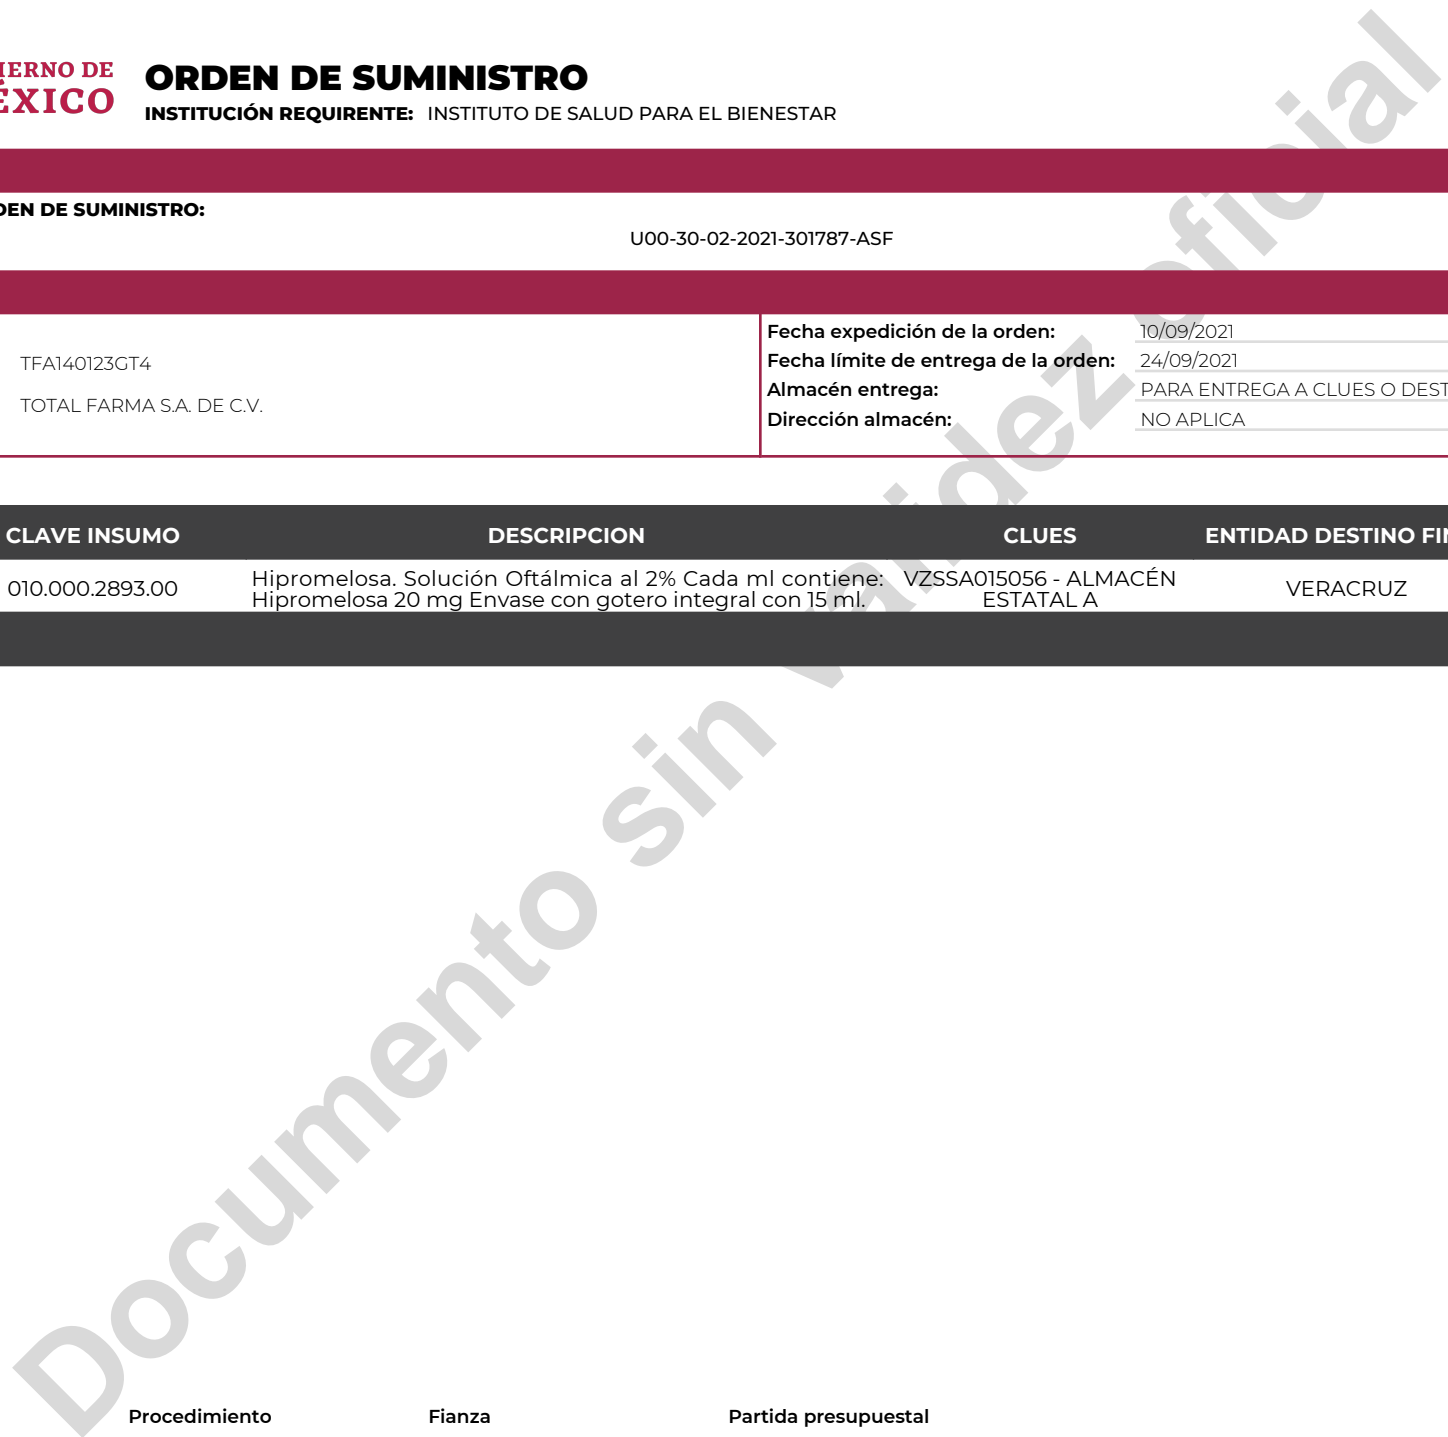 IERNO DE
ÉXICO
ORDEN DE SUMINISTRO
INSTITUCIÓN REQUIRENTE: INSTITUTO DE SALUD PARA EL BIENESTAR
DEN DE SUMINISTRO:
U00-30-02-2021-301787-ASF
TFA140123GT4
TOTAL FARMA S.A. DE C.V.
Fecha expedición de la orden: 10/09/2021
Fecha límite de entrega de la orden: 24/09/2021
Almacén entrega: PARA ENTREGA A CLUES O DEST
Dirección almacén: NO APLICA
CLAVE INSUMO DESCRIPCION CLUES ENTIDAD DESTINO FIN
010.000.2893.00 Hipromelosa. Solución Oftálmica al 2% Cada ml contiene: VZSSA015056 - ALMACÉN VERACRUZ
Hipromelosa 20 mg Envase con gotero integral con 15 ml. ESTATAL A
Documento sin validez oficial
Procedimiento Fianza Partida presupuestal